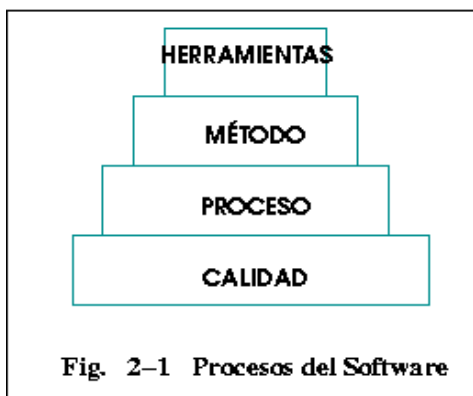 HERRAMIENTAS
MÉTODO
PROCESO
CALIDAD
Fig. 2–1 Procesos del Software